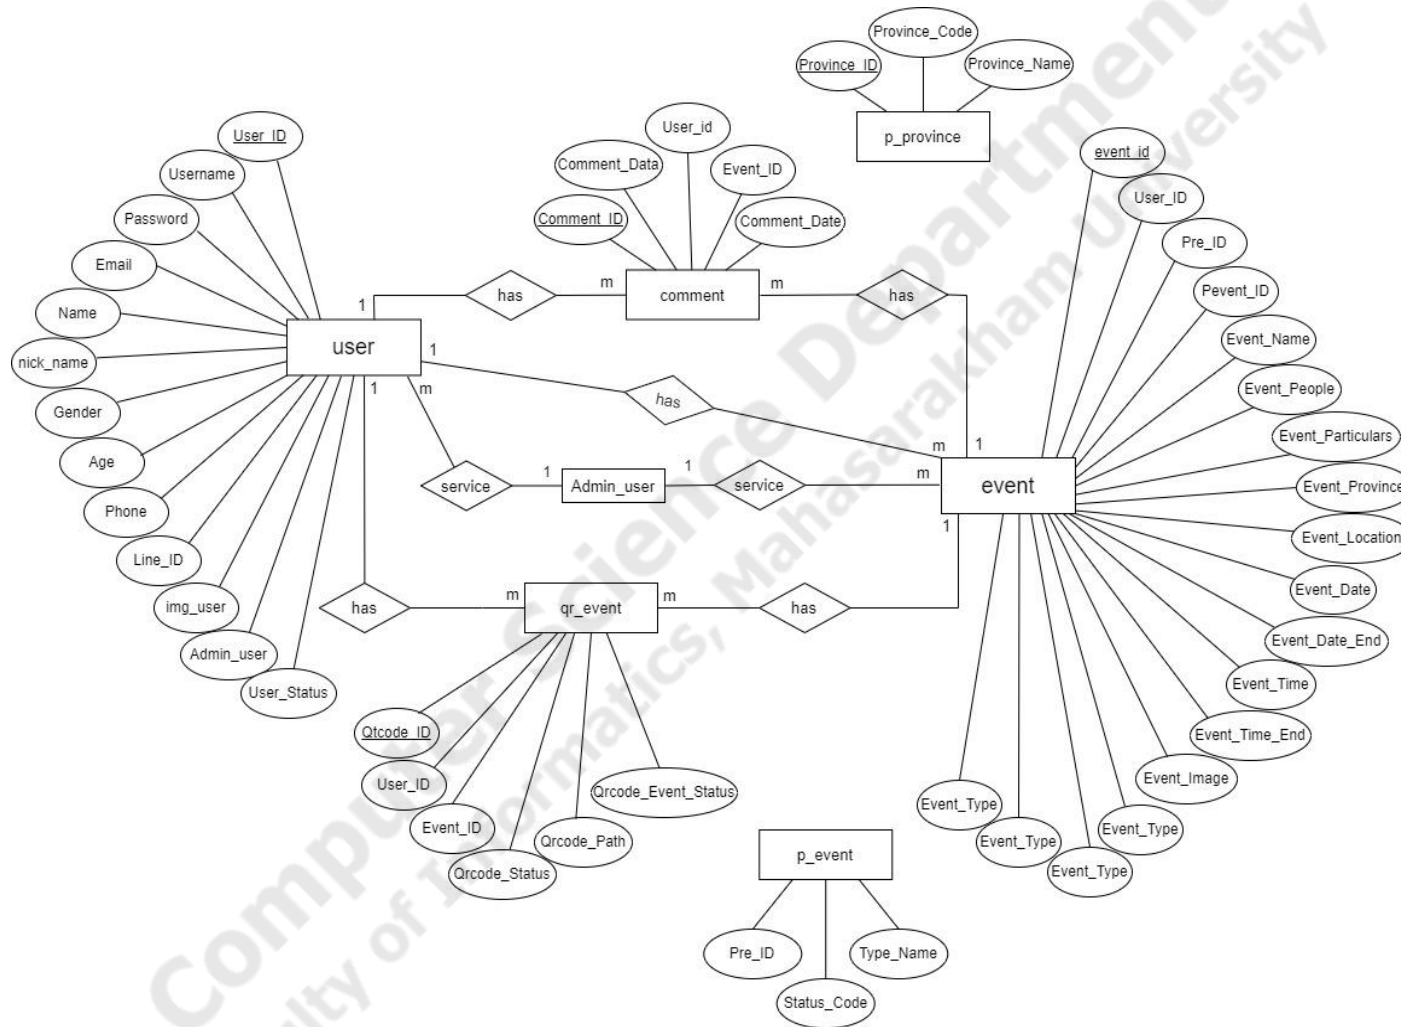 Province_Code
Province_ID
Province_Name
p_province
User_ID
Username
Password
Email
Name
nick_name
Gender
Age
Phone
Line_ID
img_user
Admin_user
User_Status
user
User_id
Comment_Data
Event_ID
Comment_ID
Comment_Date
comment
has
m
1
m
has
1
1
has
m
m
service
1
Admin_user
1
service
m
event
event_id
User_ID
Pre_ID
Pevent_ID
Event_Name
Event_People
Event_Particulars
Event_Province
Event_Location
Event_Date
Event_Date_End
Event_Time
Event_Time_End
Event_Image
Event_Type
Event_Type
Event_Type
Event_Type
1
has
m
qr_event
m
has
1
Qtcode_ID
User_ID
Event_ID
Qrcode_Status
Qrcode_Path
Qrcode_Event_Status
p_event
Pre_ID
Status_Code
Type_Name
Computer Science Department
ulty of Informatics, Mahasarakham University